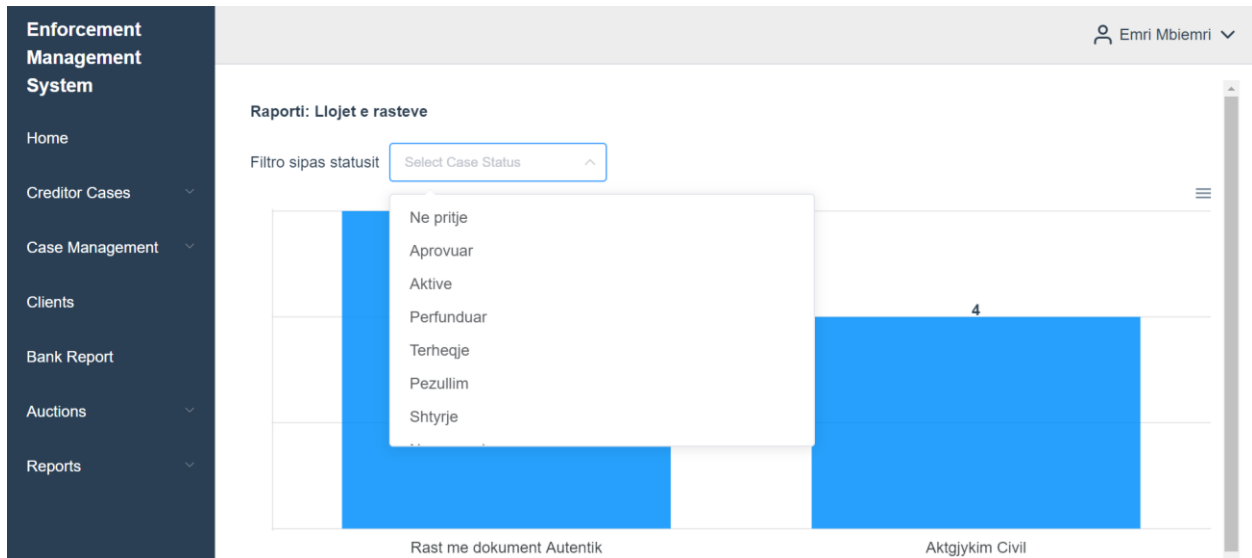 Enforcement
Management
System
Emri Mbiemri
Home
Creditor Cases
Case Management
Clients
Bank Report
Auctions
Reports
Raporti: Llojet e rasteve
Filtro sipas statusit
Select Case Status
Ne pritje
Aprovuar
Aktive
Perfunduar
Terheqje
Pezullim
Shtyrje
4
Rast me dokument Autentik
Aktgjykim Civil